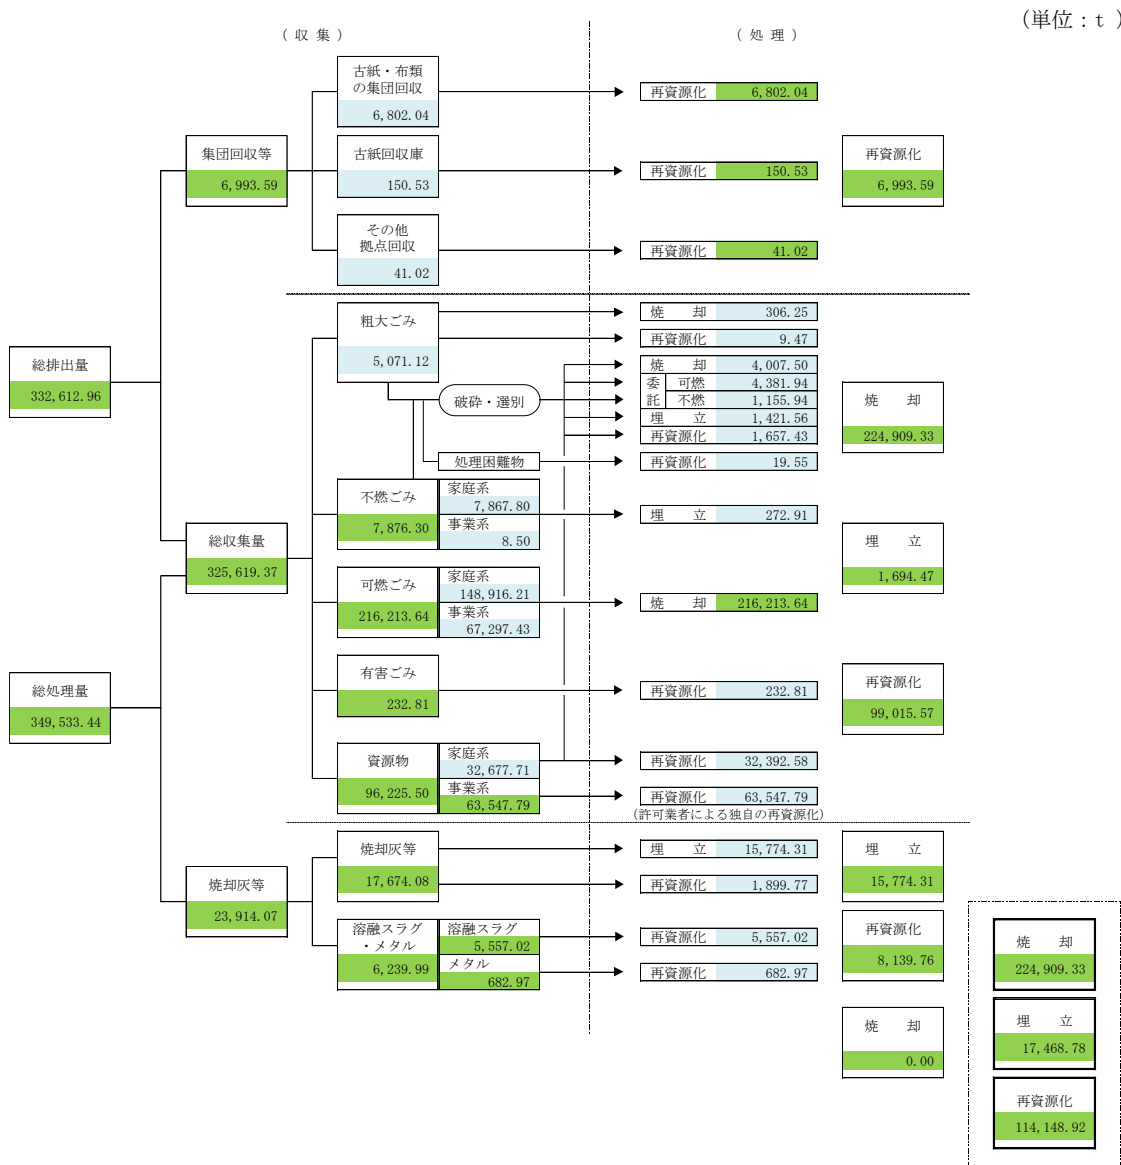 (単位：t )
( 収 集 )
( 処 理 )
古紙・布類
の集団回収
6,802.04
再資源化 6,802.04
集団回収等
6,993.59
古紙回収庫
150.53
再資源化 150.53
再資源化
6,993.59
その他
拠点回収
41.02
再資源化 41.02
粗大ごみ
5,071.12
焼 却 306.25
再資源化 9.47
総排出量
332,612.96
破砕・選別
焼 却 4,007.50
委託 可燃 4,381.94
不燃 1,155.94
埋 立 1,421.56
再資源化 1,657.43
焼 却
224,909.33
処理困難物
再資源化 19.55
不燃ごみ
7,876.30
家庭系
7,867.80
事業系
8.50
埋 立 272.91
総収集量
325,619.37
埋 立
1,694.47
可燃ごみ
216,213.64
家庭系
148,916.21
事業系
67,297.43
焼 却 216,213.64
総処理量
349,533.44
有害ごみ
232.81
再資源化 232.81
再資源化
99,015.57
資源物
96,225.50
家庭系
32,677.71
事業系
63,547.79
再資源化 32,392.58
再資源化 63,547.79
(許可業者による独自の再資源化)
焼却灰等
17,674.08
埋 立 15,774.31
再資源化 1,899.77
埋 立
15,774.31
焼却灰等
23,914.07
溶融スラグ
・メタル
6,239.99
溶融スラグ
5,557.02
メタル
682.97
再資源化 5,557.02
再資源化 682.97
再資源化
8,139.76
焼 却
0.00
焼 却
224,909.33
埋 立
17,468.78
再資源化
114,148.92